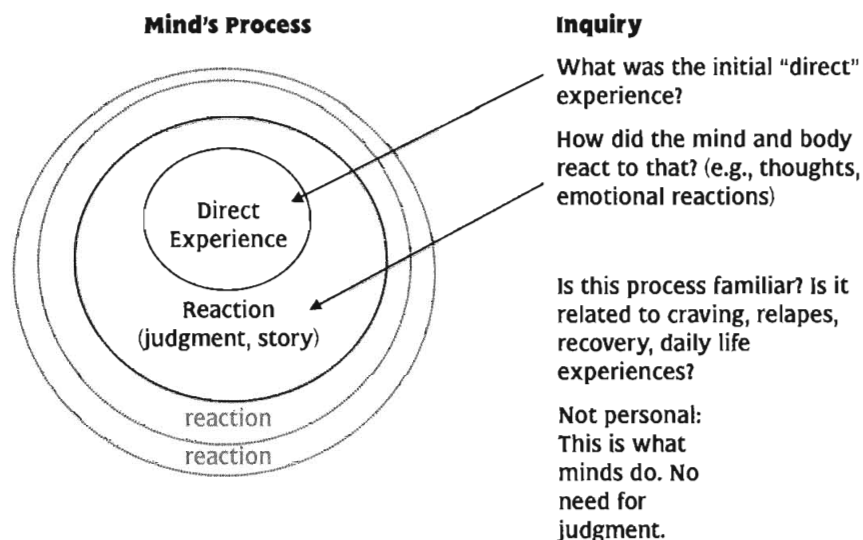 Mind's Process
Direct
Experience
Reaction
(judgment, story)
reaction
reaction
Inquiry
What was the initial “direct”
experience?
How did the mind and body
react to that? (e.g., thoughts,
emotional reactions)
Is this process familiar? Is it
related to craving, relapes,
recovery, daily life
experiences?
Not personal:
This is what
minds do. No
need for
judgment.